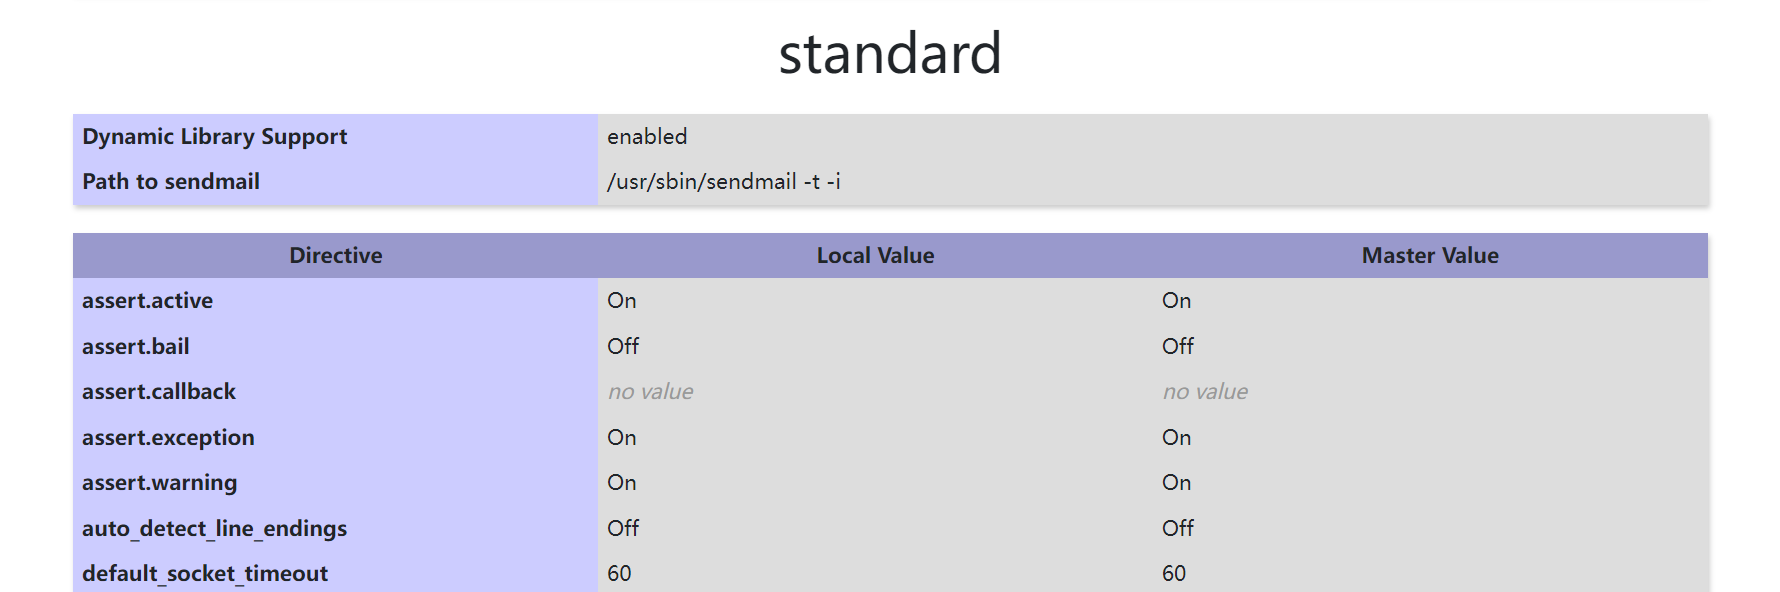 standard
Dynamic Library Support enabled
Path to sendmail /usr/sbin/sendmail -t -i
Directive Local Value Master Value
assert.active On On
assert.bail Off Off
assert.callback no value no value
assert.exception On On
assert.warning On On
auto_detect_line_endings Off Off
default_socket_timeout 60 60